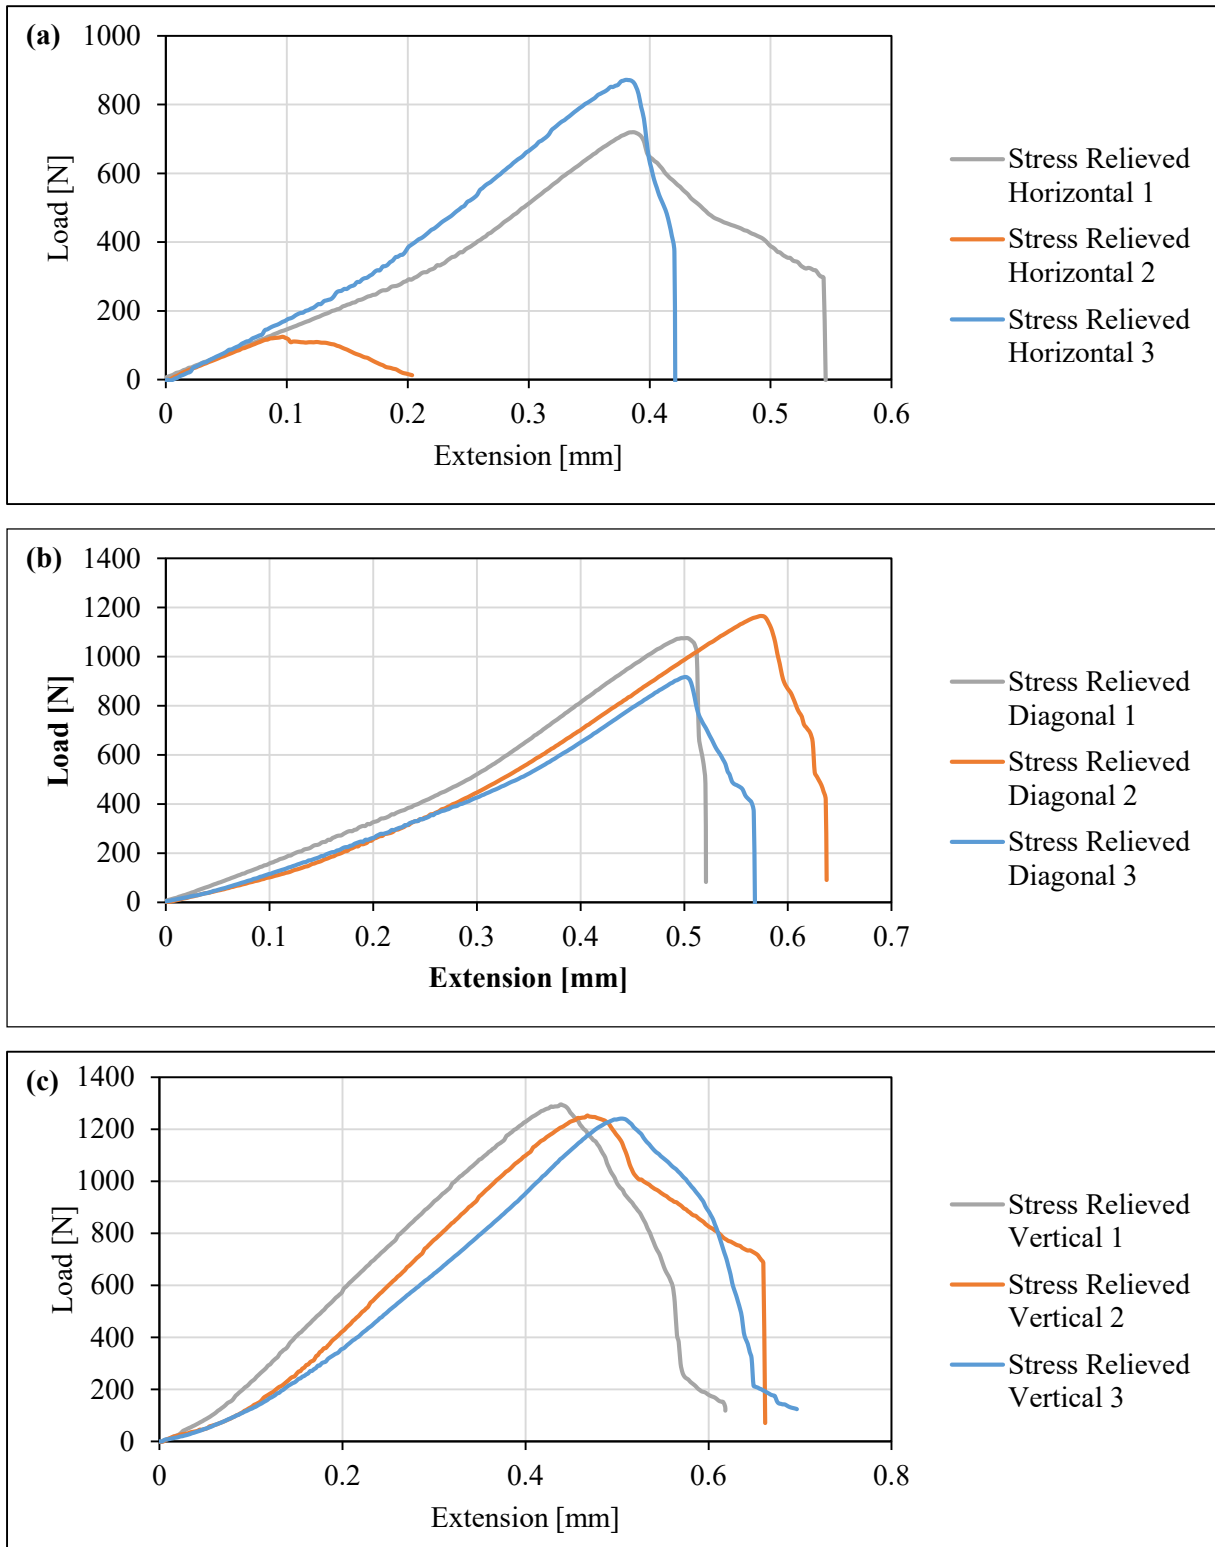 (a)
1000
800
600
400
200
0
Load [N]
0 0.1 0.2 0.3 0.4 0.5 0.6
Extension [mm]
Stress Relieved
Horizontal 1
Stress Relieved
Horizontal 2
Stress Relieved
Horizontal 3
(b)
1400
1200
1000
800
600
400
200
0
Load [N]
0 0.1 0.2 0.3 0.4 0.5 0.6 0.7
Extension [mm]
Stress Relieved
Diagonal 1
Stress Relieved
Diagonal 2
Stress Relieved
Diagonal 3
(c)
1400
1200
1000
800
600
400
200
0
Load [N]
0 0.2 0.4 0.6 0.8
Extension [mm]
Stress Relieved
Vertical 1
Stress Relieved
Vertical 2
Stress Relieved
Vertical 3